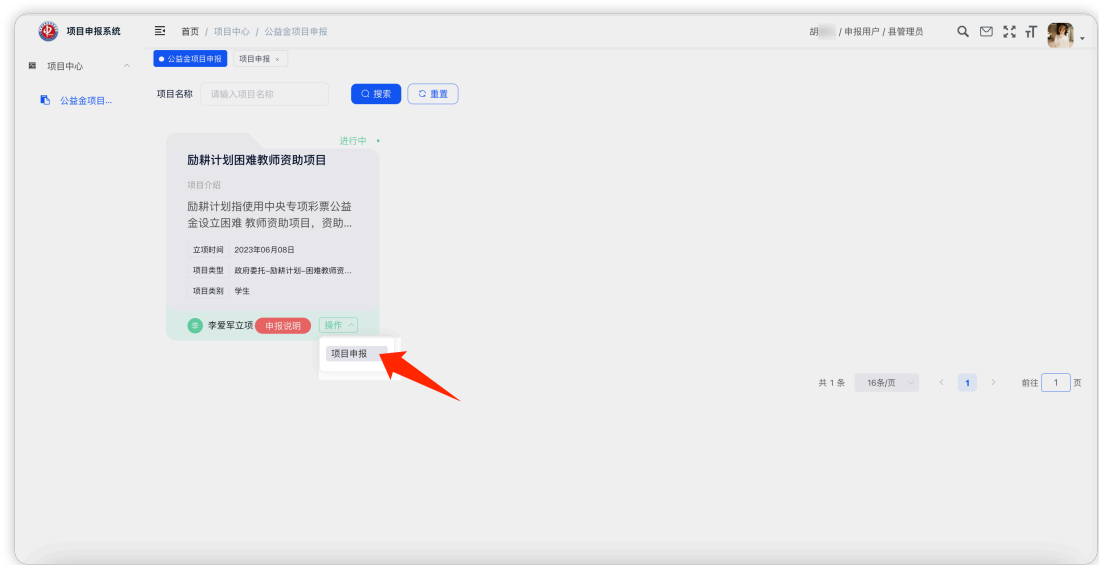 项目申报系统
首页 / 项目中心 / 公益金项目申报
胡 / 申报用户 / 县管理员
项目中心
公益金项目申报
项目申报 ×
公益金项目...
项目名称
请输入项目名称
搜索
重置
进行中
励耕计划困难教师资助项目
项目介绍
励耕计划指使用中央专项彩票公益
金设立困难 教师资助项目，资助...
立项时间 2023年06月08日
项目类型 政府委托-励耕计划-困难教师资...
项目类别 学生
李 李爱军立项 申报说明 操作
项目申报
共 1 条 16条/页 1 前往 1 页